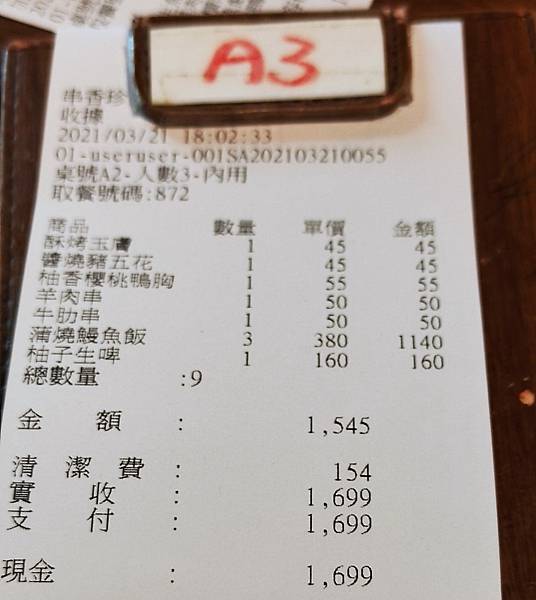 A3
串香珍
收據
2021/03/21 18:02:33
01-useruser-001SA202103210055
桌號A2-人數3-內用
取餐號碼:872
商品 數量 單價 金額
酥烤玉膚 1 45 45
醬燒豬五花 1 45 45
柚香櫻桃鴨胸 1 55 55
羊肉串 1 50 50
牛肋串 1 50 50
蒲燒鰻魚飯 3 380 1140
柚子生啤 1 160 160
總數量 :9
金額 : 1,545
清潔費 : 154
實收 : 1,699
支付 : 1,699
現金 : 1,699